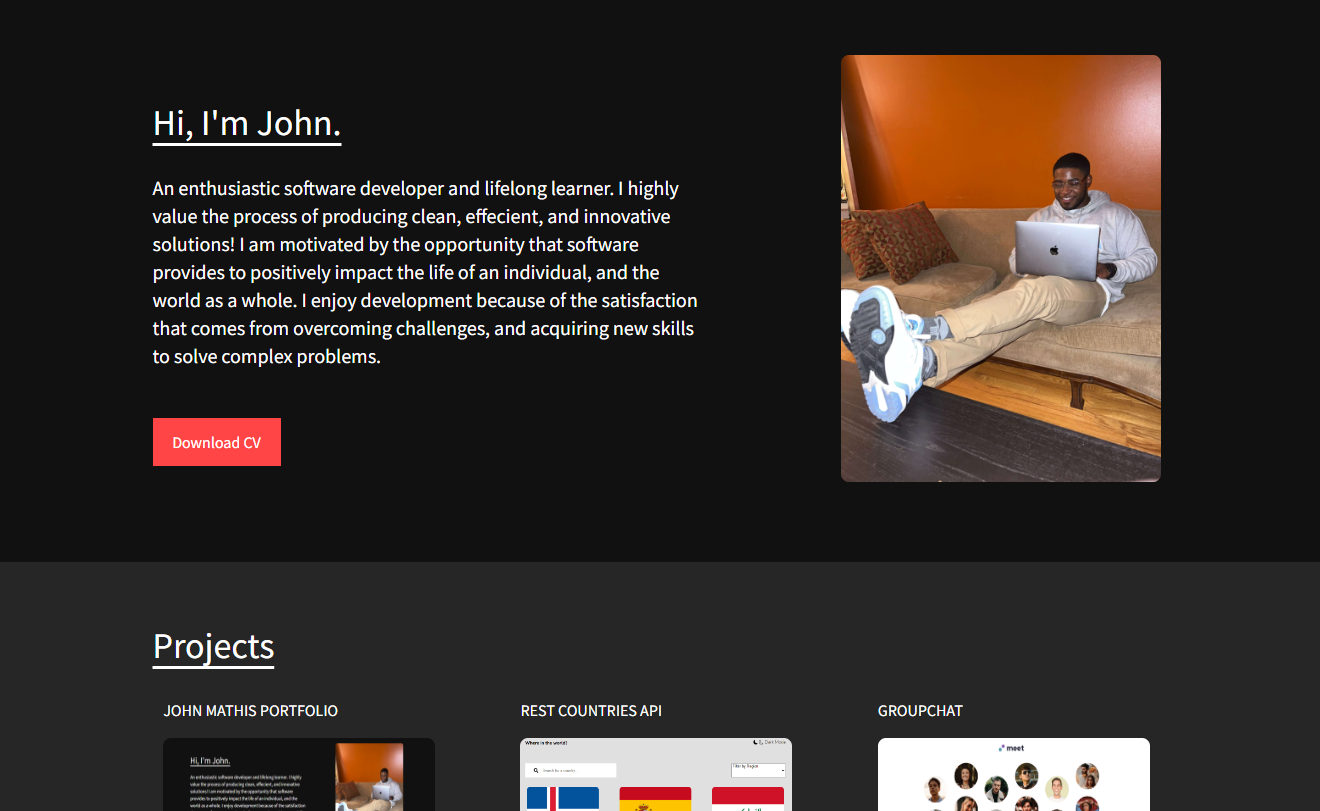 Hi, I'm John.
An enthusiastic software developer and lifelong learner. I highly
value the process of producing clean, effecient, and innovative
solutions! I am motivated by the opportunity that software
provides to positively impact the life of an individual, and the
world as a whole. I enjoy development because of the satisfaction
that comes from overcoming challenges, and acquiring new skills
to solve complex problems.
Download CV
Projects
JOHN MATHIS PORTFOLIO
REST COUNTRIES API
GROUPCHAT
Hi, I'm John.
An enthusiastic software developer and lifelong learner. I highly
value the process of producing clean, effecient, and innovative
solutions! I am motivated by the opportunity that software
provides to positively impact the life of an individual, and the
world as a whole. I enjoy development because of the satisfaction
Where in the world?
Dark Mode
Search for a country
Filter by Region
meet